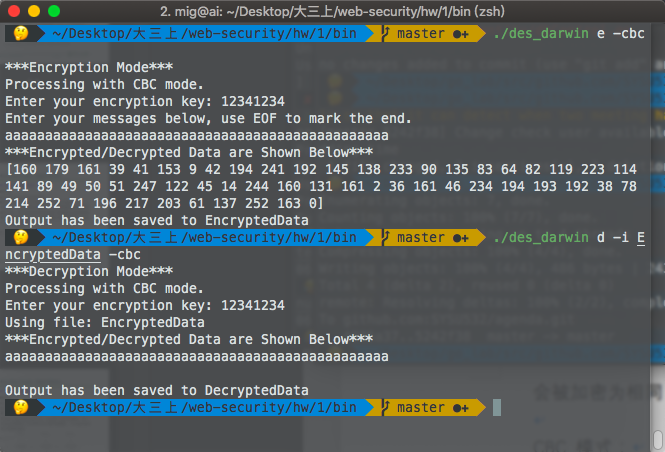 2. mig@ai: ~/Desktop/大三上/web-security/hw/1/bin (zsh)
🤔 ~/Desktop/大三上/web-security/hw/1/bin master ●+ ./des_darwin e -cbc
***Encryption Mode***
Processing with CBC mode.
Enter your encryption key: 12341234
Enter your messages below, use EOF to mark the end.
aaaaaaaaaaaaaaaaaaaaaaaaaaaaaaaaaaaaaaaaaaaaaaaa
***Encrypted/Decrypted Data are Shown Below***
[160 179 161 39 41 153 9 42 194 241 192 145 138 233 90 135 83 64 82 119 223 114
141 89 49 50 51 247 122 45 14 244 160 131 161 2 36 161 46 234 194 193 192 38 78
214 252 71 196 217 203 61 137 252 163 0]
Output has been saved to EncryptedData
🤔 ~/Desktop/大三上/web-security/hw/1/bin master ●+ ./des_darwin d -i E
ncryptedData -cbc
***Decryption Mode***
Processing with CBC mode.
Enter your encryption key: 12341234
Using file: EncryptedData
***Encrypted/Decrypted Data are Shown Below***
aaaaaaaaaaaaaaaaaaaaaaaaaaaaaaaaaaaaaaaaaaaaaaaa
Output has been saved to DecryptedData
🤔 ~/Desktop/大三上/web-security/hw/1/bin master ●+